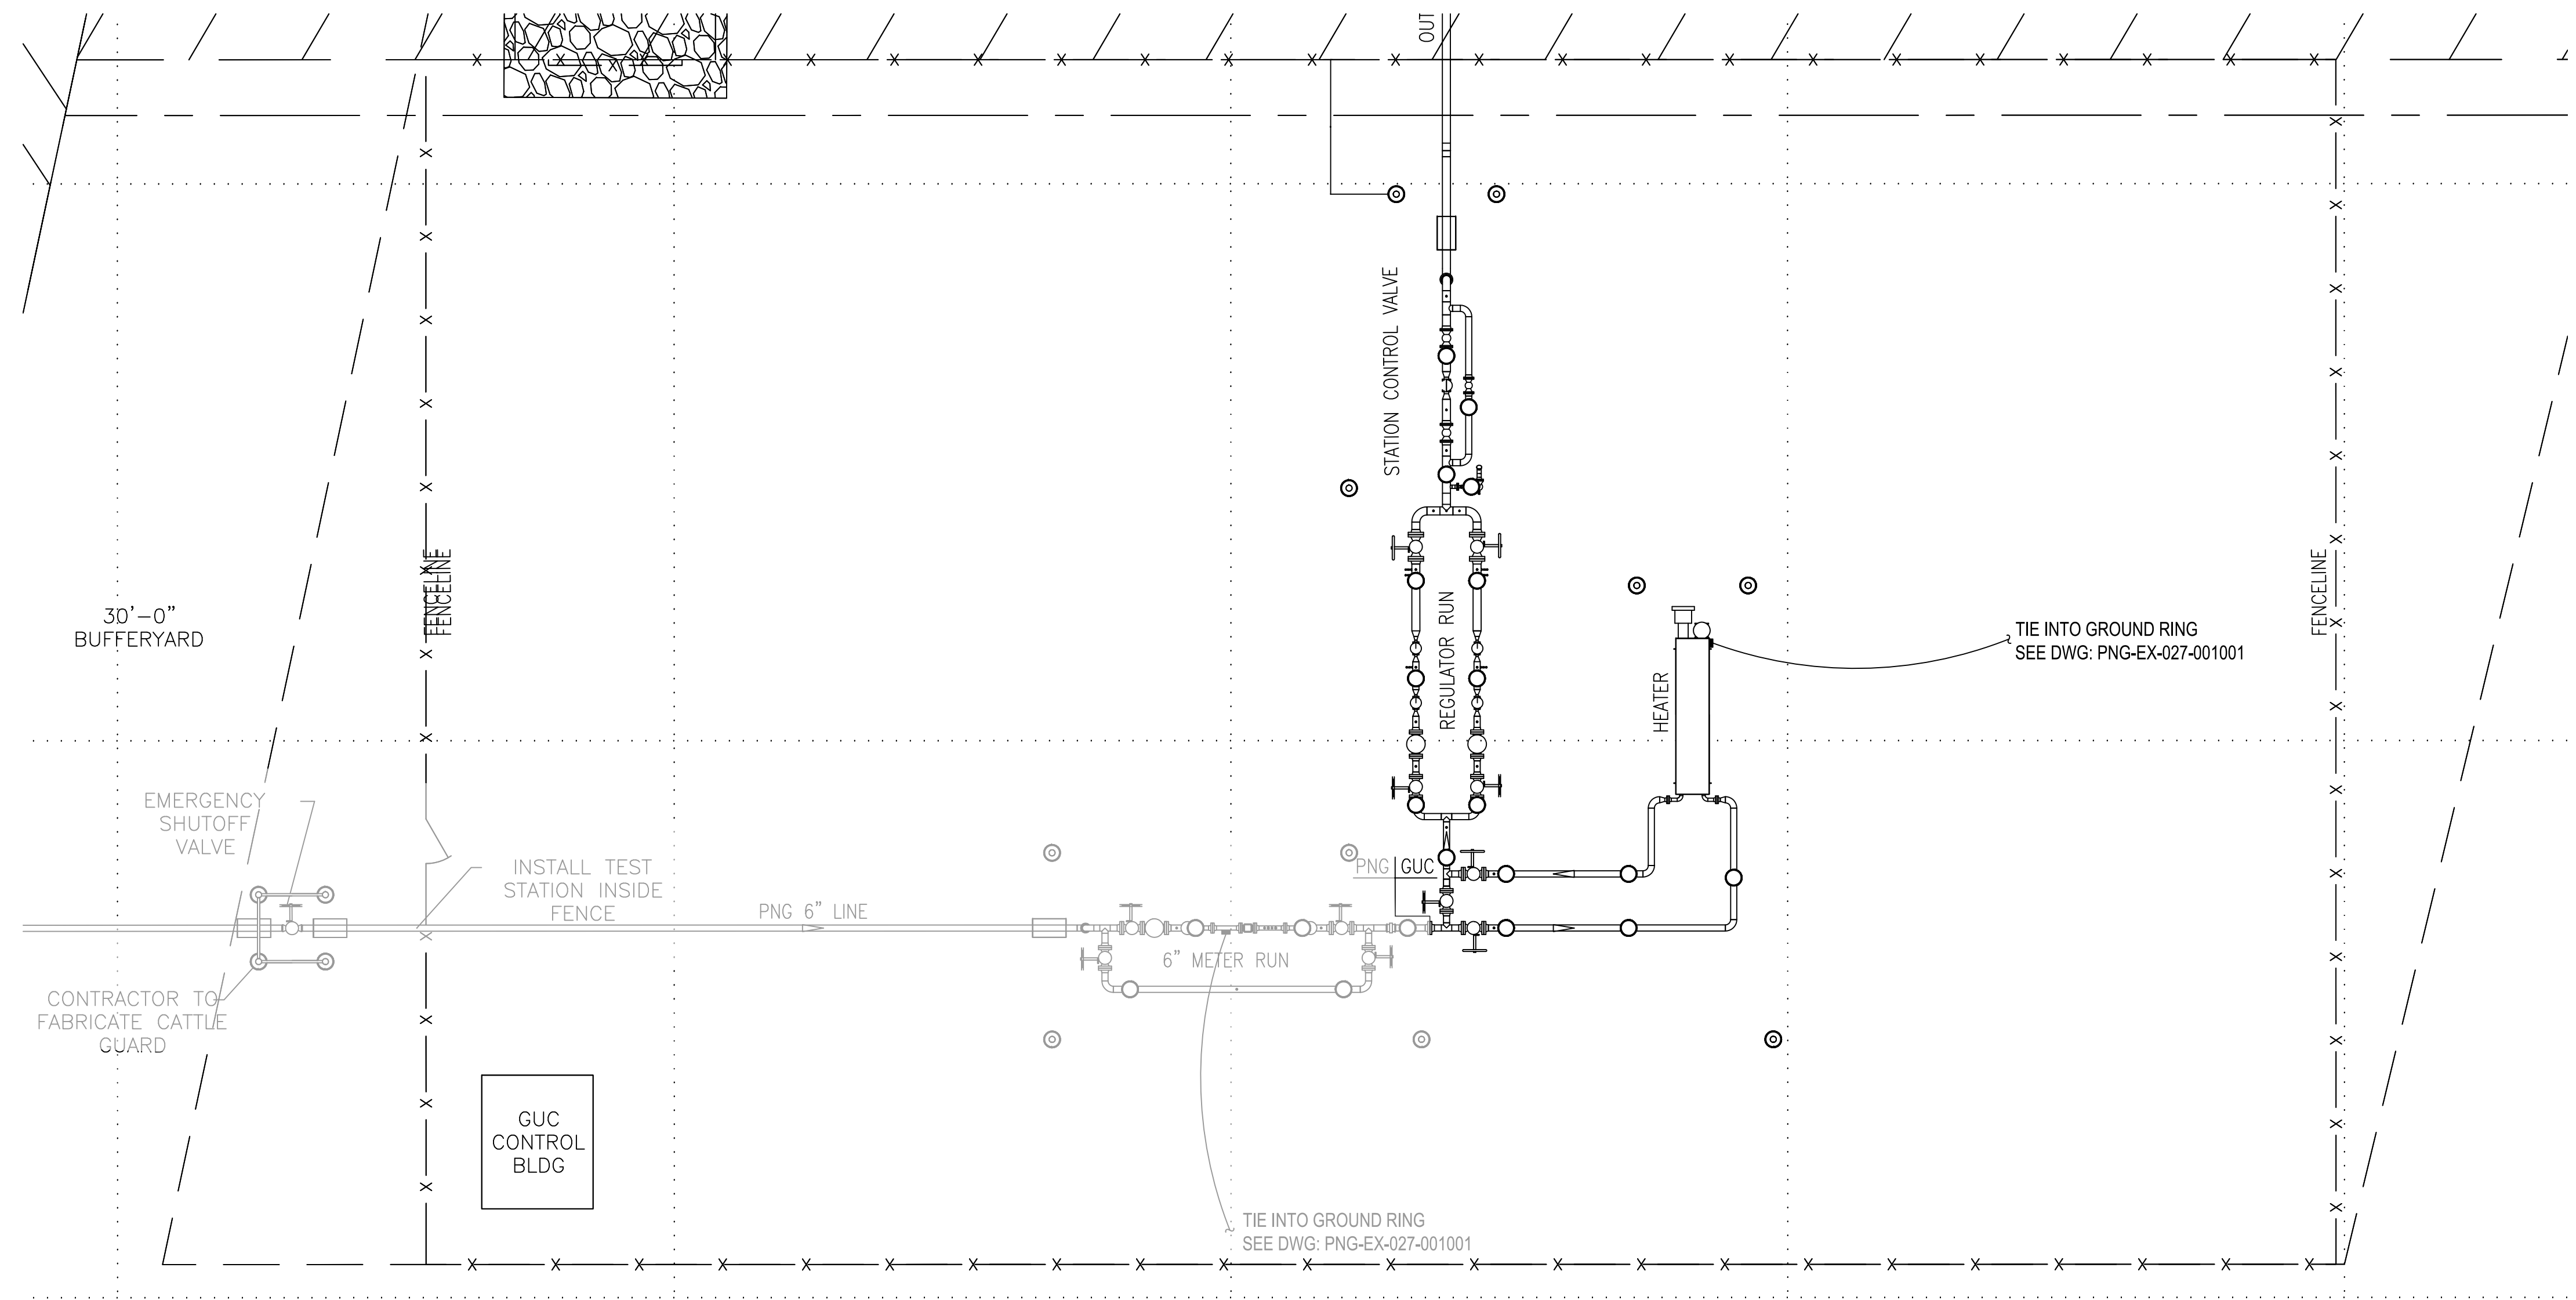 OUT
STATION CONTROL VALVE
FENCELINE
FENCELINE
FENCELINE
30'-0"
BUFFERYARD
REGULATOR RUN
HEATER
TIE INTO GROUND RING
SEE DWG: PNG-EX-027-001001
EMERGENCY
SHUTOFF
VALVE
INSTALL TEST
STATION INSIDE
FENCE
PNG 6" LINE
PNG GUC
6" METER RUN
CONTRACTOR TO
FABRICATE CATTLE
GUARD
GUC
CONTROL
BLDG
TIE INTO GROUND RING
SEE DWG: PNG-EX-027-001001